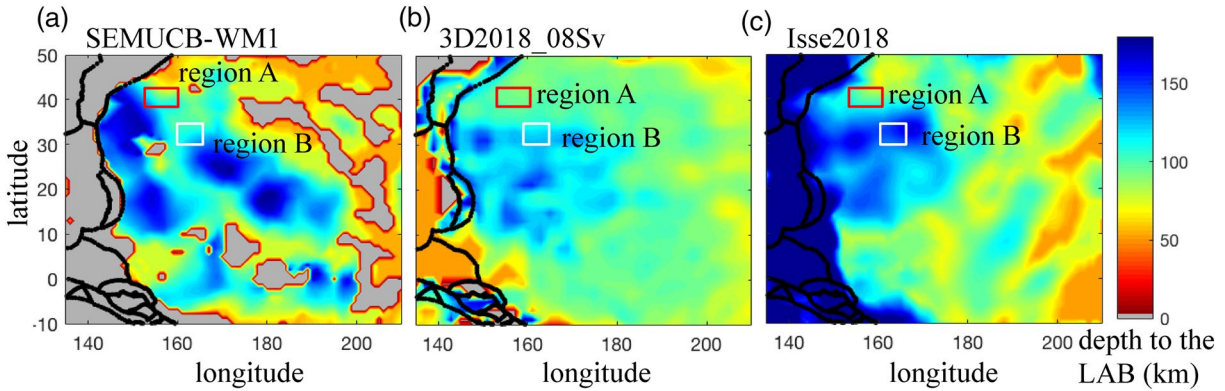 (a)
SEMUCB-WM1
(b)
3D2018_08Sv
(c)
Isse2018
region A
region B
region A
region B
region A
region B
50
40
30
20
10
0
-10
latitude
140 160 180 200
longitude
140 160 180 200
longitude
140 160 180 200
longitude
150
100
50
0
depth to the
LAB (km)